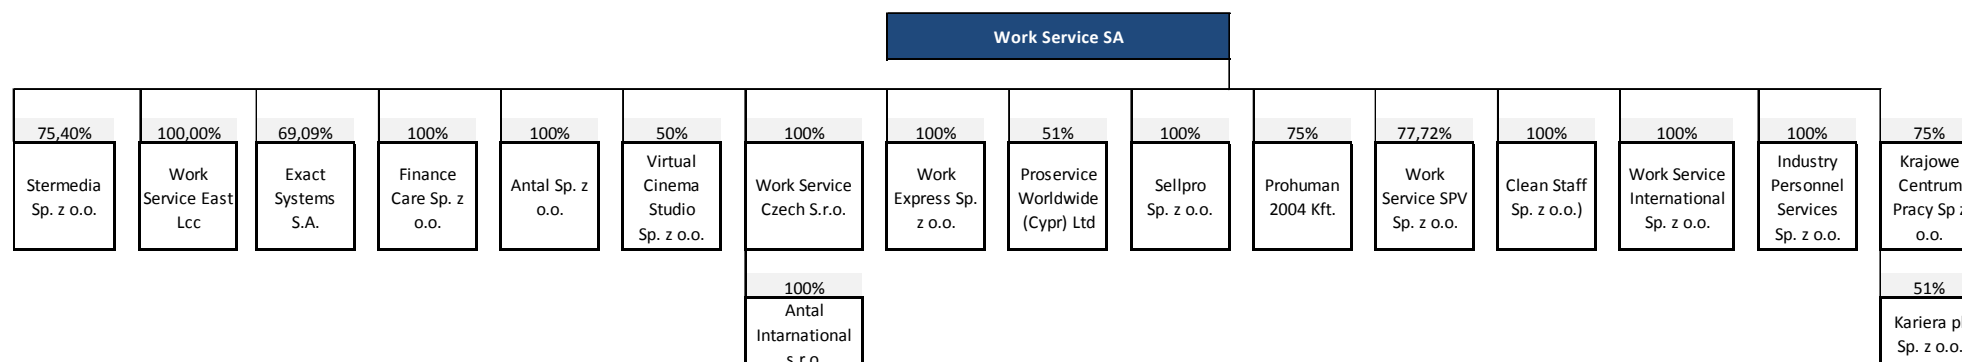 Work Service SA
75,40%
Stermedia
Sp. z o.o.
100,00%
Work
Service East
Lcc
69,09%
Exact
Systems
S.A.
100%
Finance
Care Sp. z
o.o.
100%
Antal Sp. z
o.o.
50%
Virtual
Cinema
Studio
Sp. z o.o.
100%
Work Service
Czech S.r.o.
100%
Work
Express Sp.
z o.o.
51%
Proservice
Worldwide
(Cypr) Ltd
100%
Sellpro
Sp. z o.o.
75%
Prohuman
2004 Kft.
77,72%
Work
Service SPV
Sp. z o.o.
100%
Clean Staff
Sp. z o.o.)
100%
Work Service
International
Sp. z o.o.
100%
Industry
Personnel
Services
Sp. z o.o.
75%
Krajowe
Centrum
Pracy Sp z
o.o.
100%
Antal
Intarnational
s.r.o.
51%
Kariera pl
Sp. z o.o.